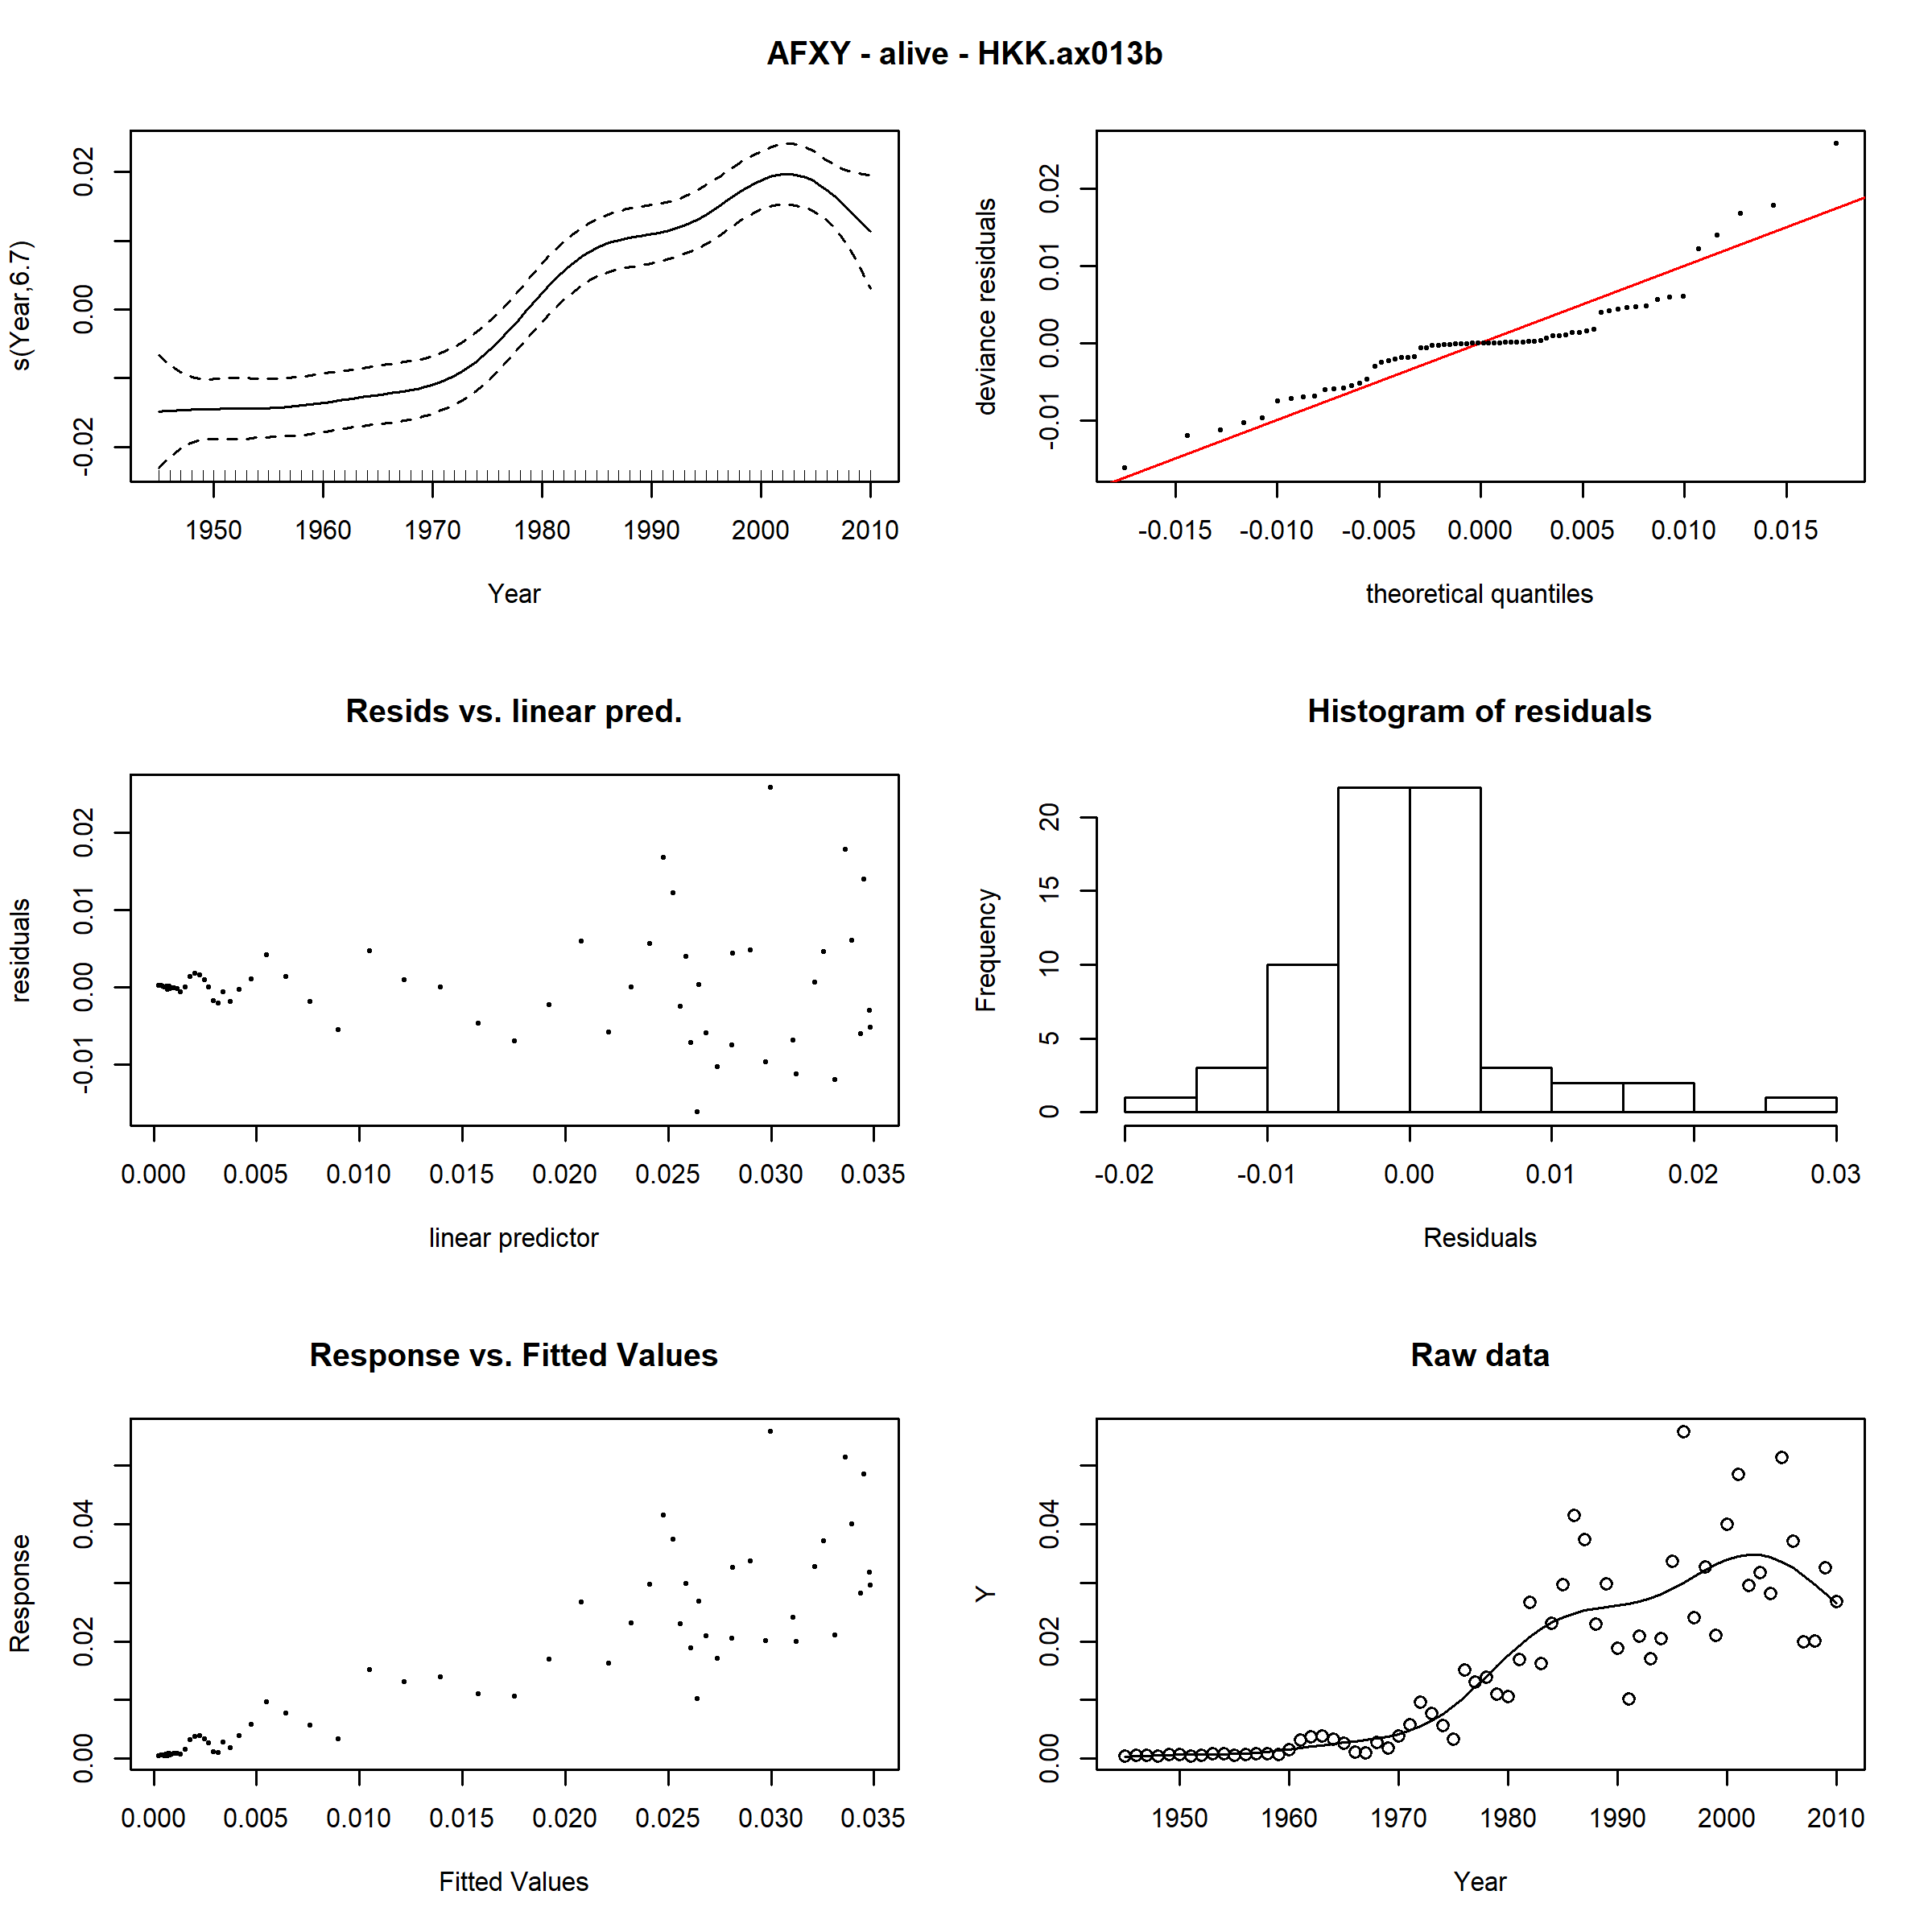 AFXY - alive - HKK.ax013b
s(Year,6.7)
-0.02 0.00 0.02
1950 1960 1970 1980 1990 2000 2010
Year
deviance residuals
-0.01 0.00 0.01 0.02
-0.015 -0.010 -0.005 0.000 0.005 0.010 0.015
theoretical quantiles
Resids vs. linear pred.
residuals
-0.01 0.00 0.01 0.02
0.000 0.005 0.010 0.015 0.020 0.025 0.030 0.035
linear predictor
Histogram of residuals
Frequency
0 5 10 15 20
-0.02 -0.01 0.00 0.01 0.02 0.03
Residuals
Response vs. Fitted Values
Response
0.00 0.02 0.04
0.000 0.005 0.010 0.015 0.020 0.025 0.030 0.035
Fitted Values
Raw data
Y
0.00 0.02 0.04
1950 1960 1970 1980 1990 2000 2010
Year